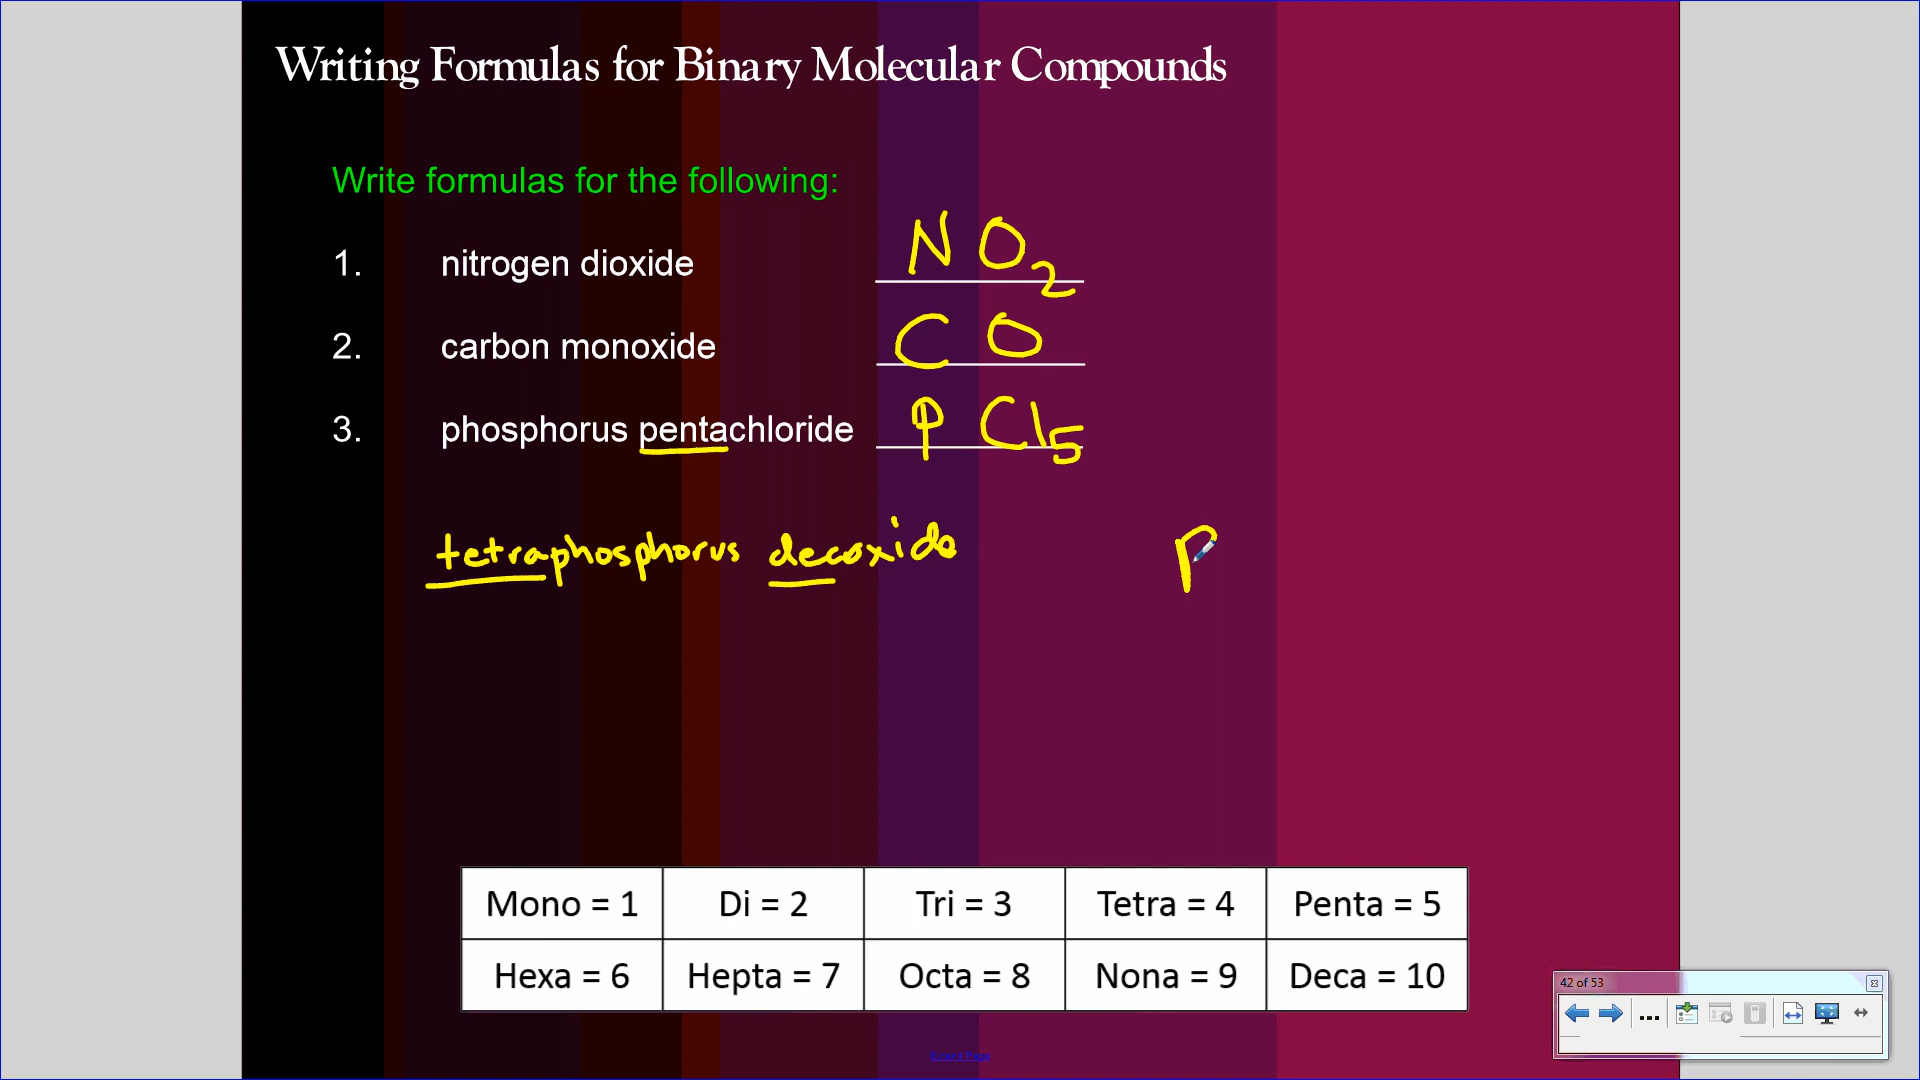 Writing Formulas for Binary Molecular Compounds
Write formulas for the following:
1. nitrogen dioxide NO₂
2. carbon monoxide CO
3. phosphorus pentachloride PCl₅
tetraphosphorus decoxide P
Mono = 1 Di = 2 Tri = 3 Tetra = 4 Penta = 5
Hexa = 6 Hepta = 7 Octa = 8 Nona = 9 Deca = 10
42 of 53